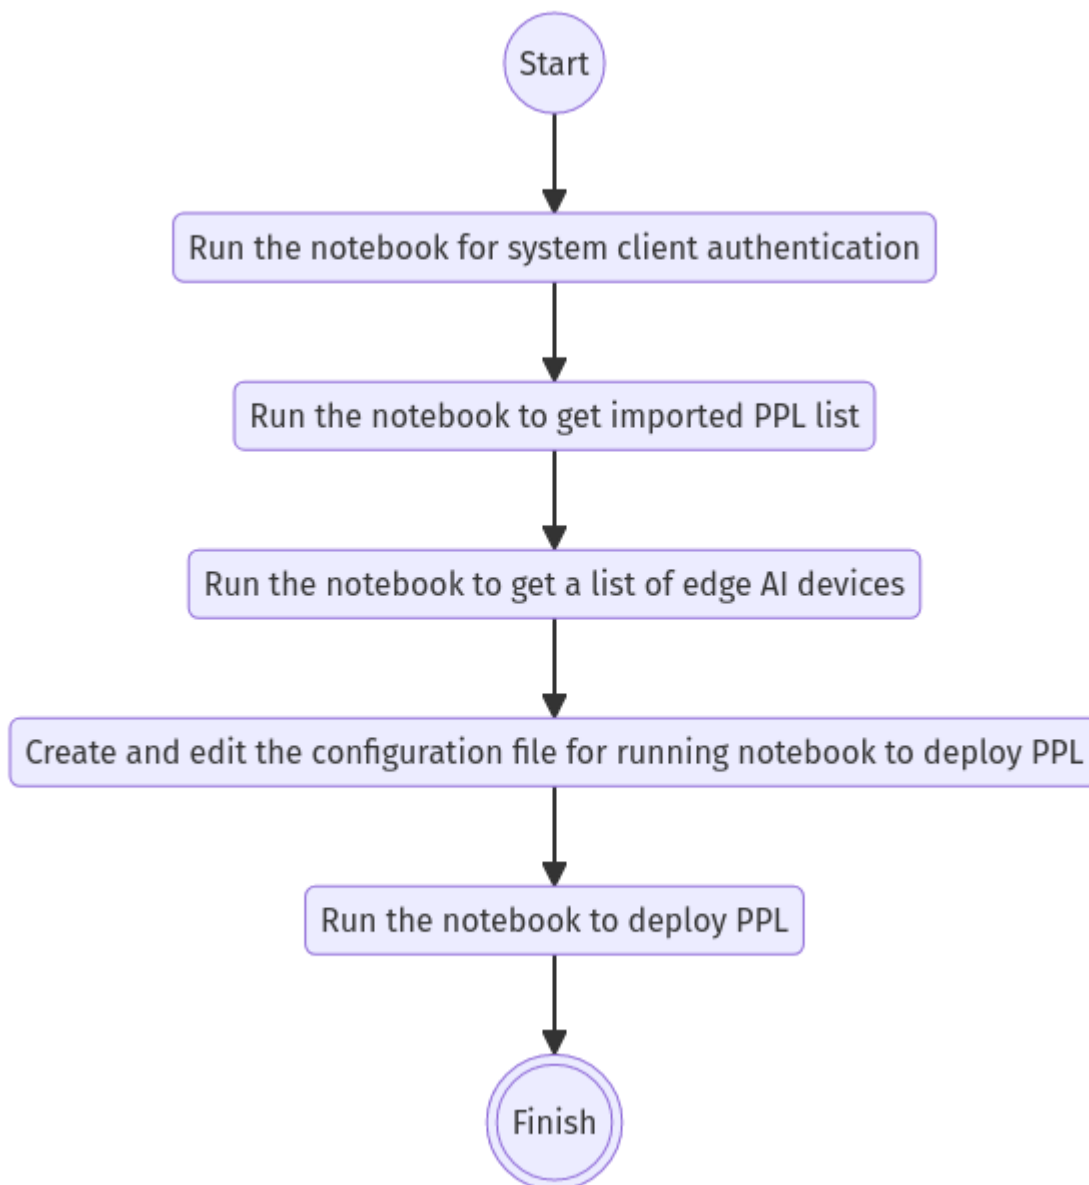 Start
Run the notebook for system client authentication
Run the notebook to get imported PPL list
Run the notebook to get a list of edge AI devices
Create and edit the configuration file for running notebook to deploy PPL
Run the notebook to deploy PPL
Finish